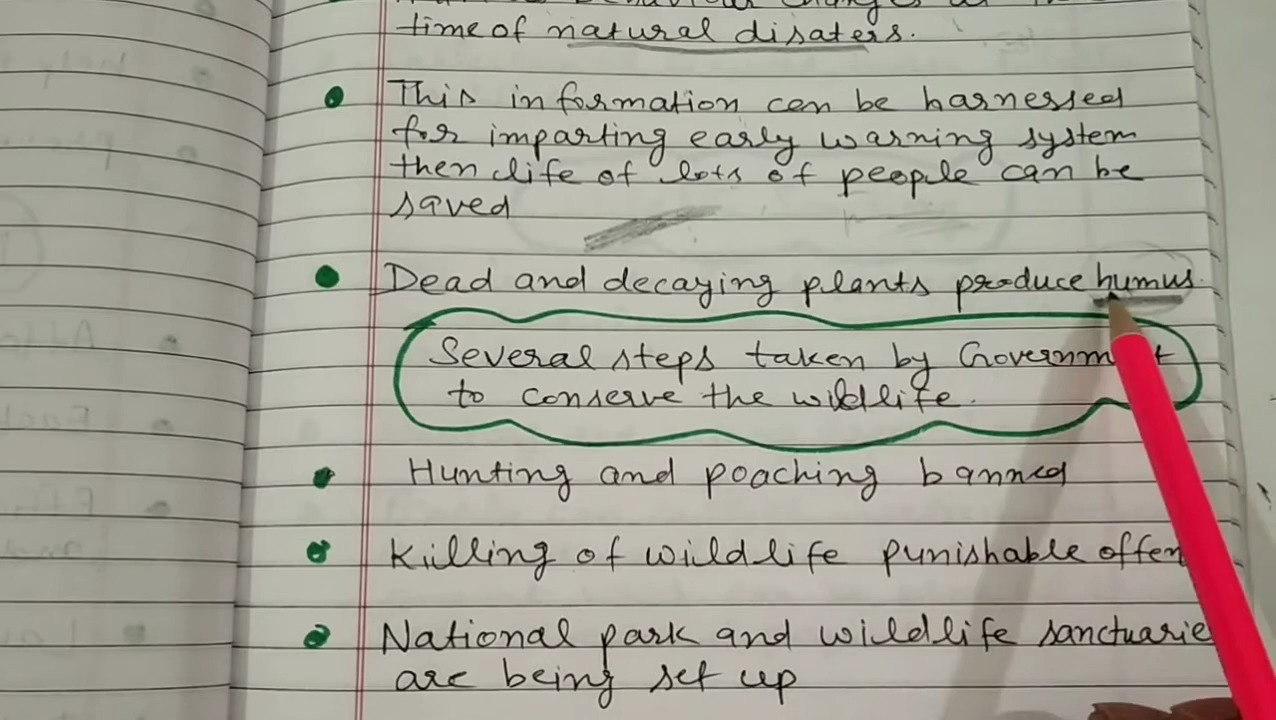 time of natural disaters.
This information can be harnessed
for imparting early warning system
then life of lots of people can be
saved
Dead and decaying plants produce humus.
Several steps taken by
to conserve the wildlife.
Hunting and poaching banned
Killing of wildlife punishable
National park and wildlife
are being set up